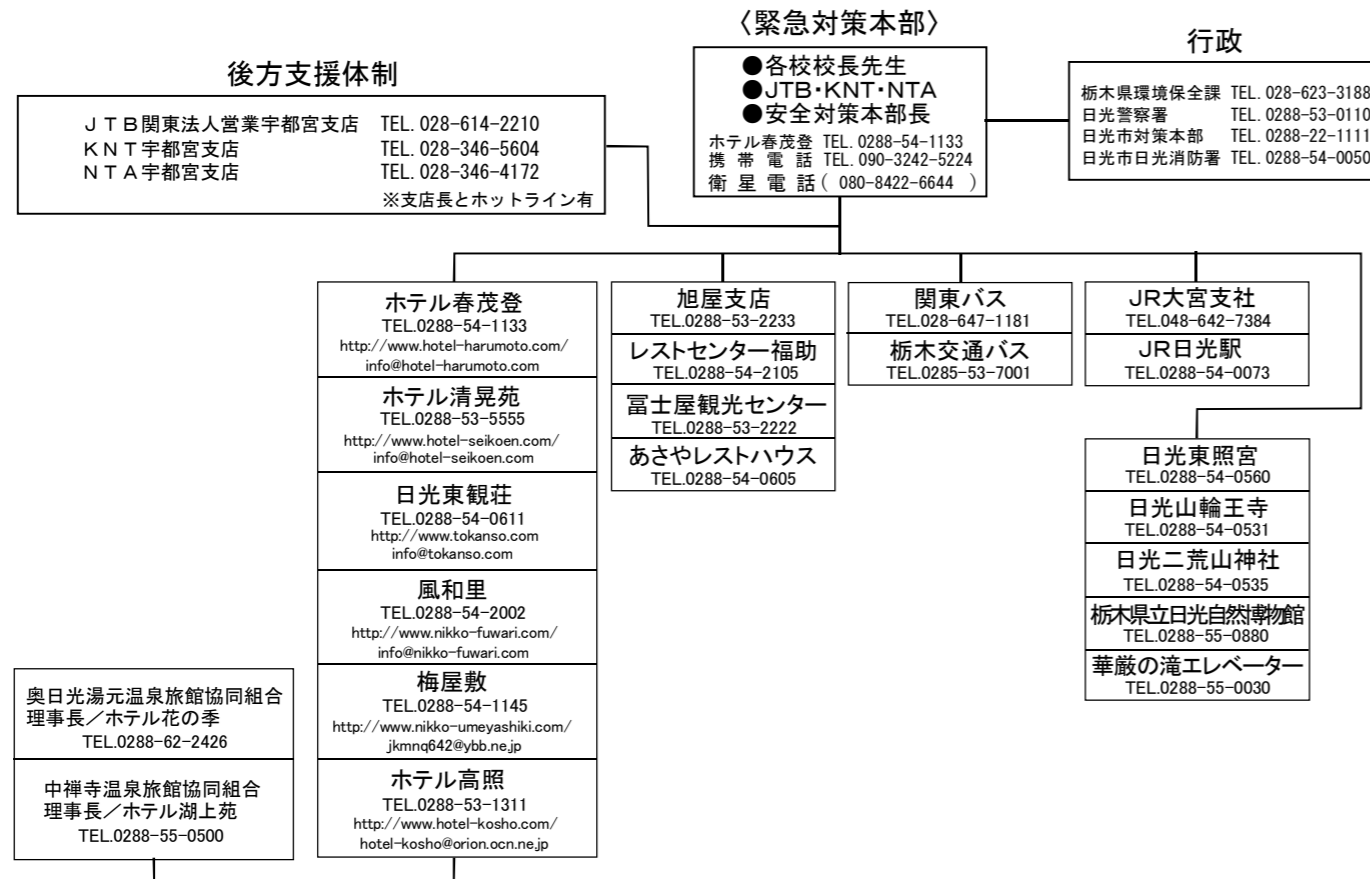 〈緊急対策本部〉
●各校校長先生
●JTB・KNT・NTA
●安全対策本部長
ホテル春茂登 TEL. 0288-54-1133
携帯電話 TEL. 090-3242-5224
衛星電話( 080-8422-6644 )
行政
栃木県環境保全課 TEL. 028-623-3188
日光警察署 TEL. 0288-53-0110
日光市対策本部 TEL. 0288-22-1111
日光市日光消防署 TEL. 0288-54-0050
後方支援体制
JTB関東法人営業宇都宮支店 TEL. 028-614-2210
KNT宇都宮支店 TEL. 028-346-5604
NTA宇都宮支店 TEL. 028-346-4172
※支店長とホットライン有
ホテル春茂登
TEL.0288-54-1133
http://www.hotel-harumoto.com/
info@hotel-harumoto.com
ホテル清晃苑
TEL.0288-53-5555
http://www.hotel-seikoen.com/
info@hotel-seikoen.com
日光東観荘
TEL.0288-54-0611
http://www.tokanso.com
info@tokanso.com
風和里
TEL.0288-54-2002
http://www.nikko-fuwari.com/
info@nikko-fuwari.com
梅屋敷
TEL.0288-54-1145
http://www.nikko-umeyashiki.com/
jkmnq642@ybb.ne.jp
ホテル高照
TEL.0288-53-1311
http://www.hotel-kosho.com/
hotel-kosho@orion.ocn.ne.jp
旭屋支店
TEL.0288-53-2233
レストセンター福助
TEL.0288-54-2105
冨士屋観光センター
TEL.0288-53-2222
あさやレストハウス
TEL.0288-54-0605
関東バス
TEL.028-647-1181
栃木交通バス
TEL.0285-53-7001
JR大宮支社
TEL.048-642-7384
JR日光駅
TEL.0288-54-0073
日光東照宮
TEL.0288-54-0560
日光山輪王寺
TEL.0288-54-0531
日光二荒山神社
TEL.0288-54-0535
栃木県立日光自然博物館
TEL.0288-55-0880
華厳の滝エレベーター
TEL.0288-55-0030
奥日光湯元温泉旅館協同組合
理事長／ホテル花の季
TEL.0288-62-2426
中禅寺温泉旅館協同組合
理事長／ホテル湖上苑
TEL.0288-55-0500